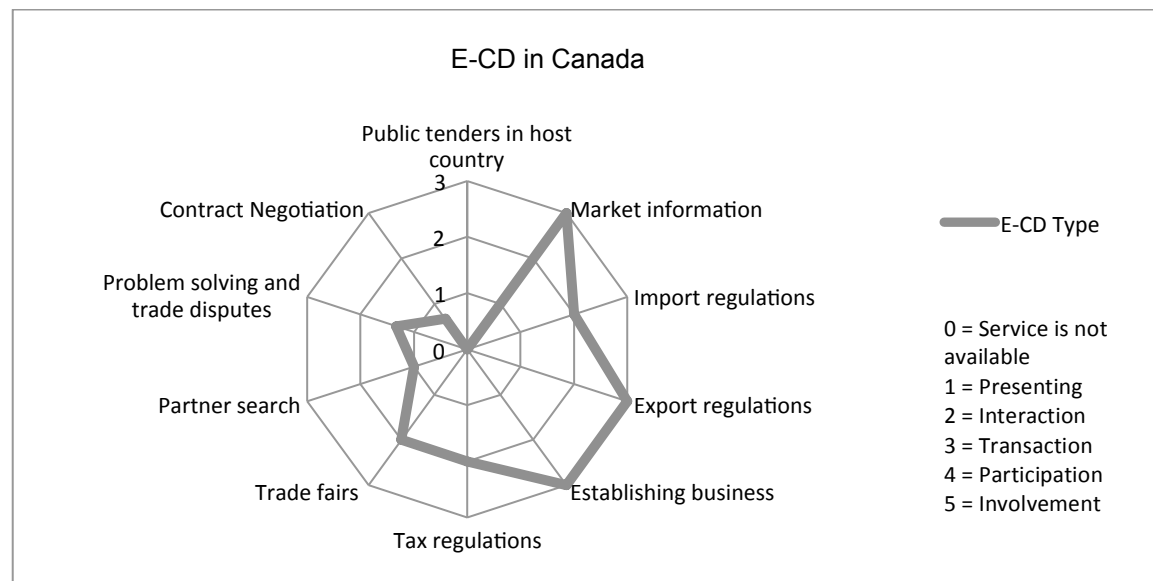 E-CD in Canada
Public tenders in host
country
3
Contract Negotiation
Market information
E-CD Type
2
Problem solving and
trade disputes
1
Import regulations
0
0 = Service is not
available
1 = Presenting
2 = Interaction
3 = Transaction
4 = Participation
5 = Involvement
Partner search
Export regulations
Trade fairs
Establishing business
Tax regulations